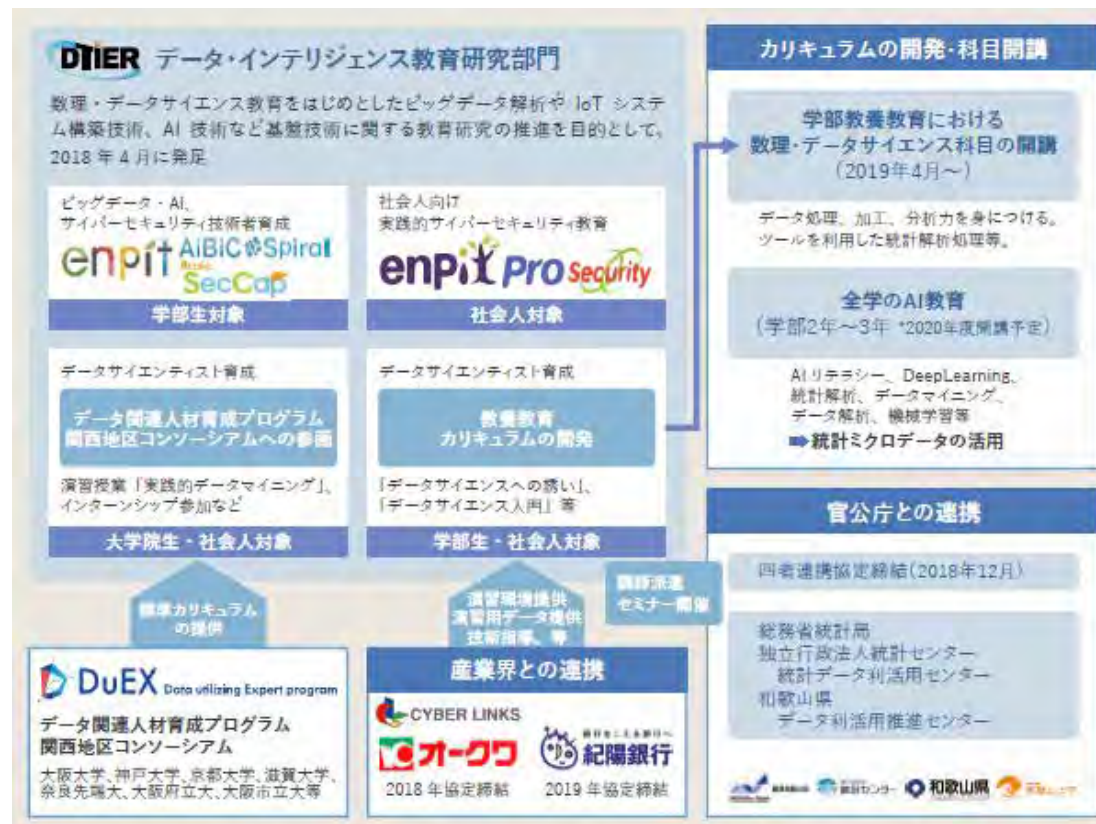 DTIER データ・インテリジェンス教育研究部門
数理・データサイエンス教育をはじめとしたビッグデータ解析や IoT システ
ム構築技術、AI 技術など基盤技術に関する教育研究の推進を目的として、
2018 年 4 月に発足
ビッグデータ・AI、
サイバーセキュリティ技術者育成
enpit AiBiC Spiral
SecCap
学部生対象
社会人向け
実践的サイバーセキュリティ教育
enpit Pro Security
社会人対象
データサイエンティスト育成
データ関連人材育成プログラム
関西地区コンソーシアムへの参画
演習授業「実践的データマイニング」、
インターンシップ参加など
大学院生・社会人対象
データサイエンティスト育成
教養教育
カリキュラムの開発
「データサイエンスへの誘い」、
「データサイエンス入門」等
学部生・社会人対象
標準カリキュラム
の提供
演習環境提供
演習用データ提供
技術指導、等
講師派遣
セミナー開催
DuEX Data utilizing Expert program
データ関連人材育成プログラム
関西地区コンソーシアム
大阪大学、神戸大学、京都大学、滋賀大学、
奈良先端大、大阪府立大、大阪市立大等
産業界との連携
CYBER LINKS
オークワ
2018 年協定締結
紀陽銀行
2019 年協定締結
カリキュラムの開発・科目開講
学部教養教育における
数理・データサイエンス科目の開講
(2019年4月～)
データ処理、加工、分析力を身につける。
ツールを利用した統計解析処理等。
全学のAI教育
(学部2年～3年 *2020年度開講予定)
AIリテラシー、DeepLearning、
統計解析、データマイニング、
データ解析、機械学習等
➡統計ミクロデータの活用
官公庁との連携
四者連携協定締結(2018年12月)
総務省統計局
独立行政法人統計センター
統計データ利活用センター
和歌山県
データ利活用推進センター
和歌山県